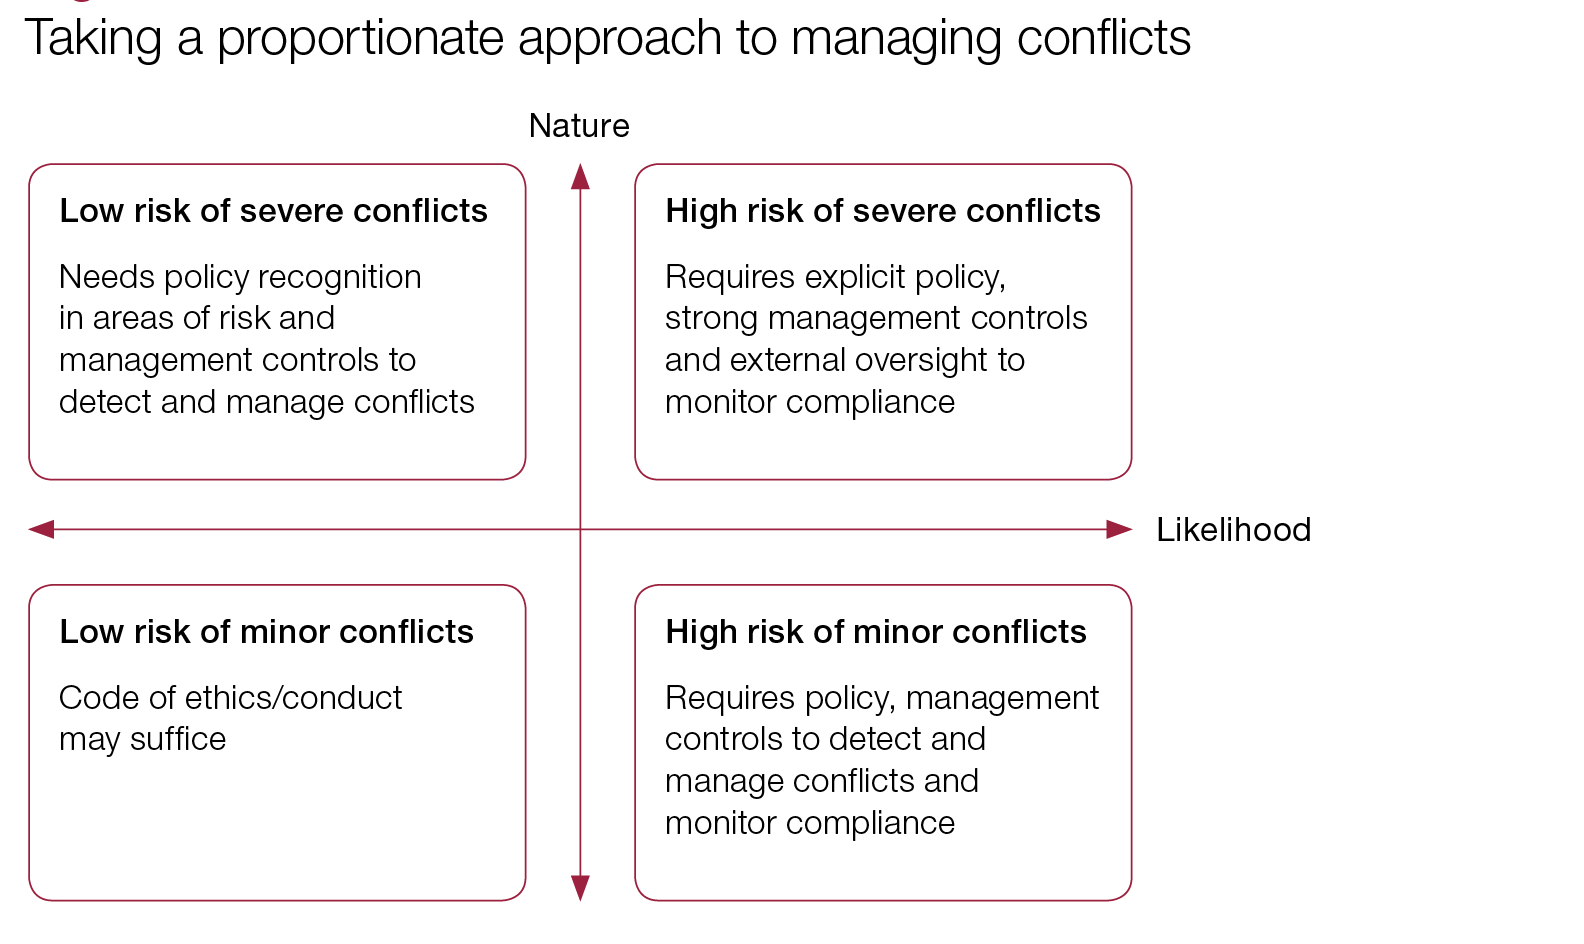 Taking a proportionate approach to managing conflicts
Nature
Low risk of severe conflicts
Needs policy recognition
in areas of risk and
management controls to
detect and manage conflicts
High risk of severe conflicts
Requires explicit policy,
strong management controls
and external oversight to
monitor compliance
Likelihood
Low risk of minor conflicts
Code of ethics/conduct
may suffice
High risk of minor conflicts
Requires policy, management
controls to detect and
manage conflicts and
monitor compliance